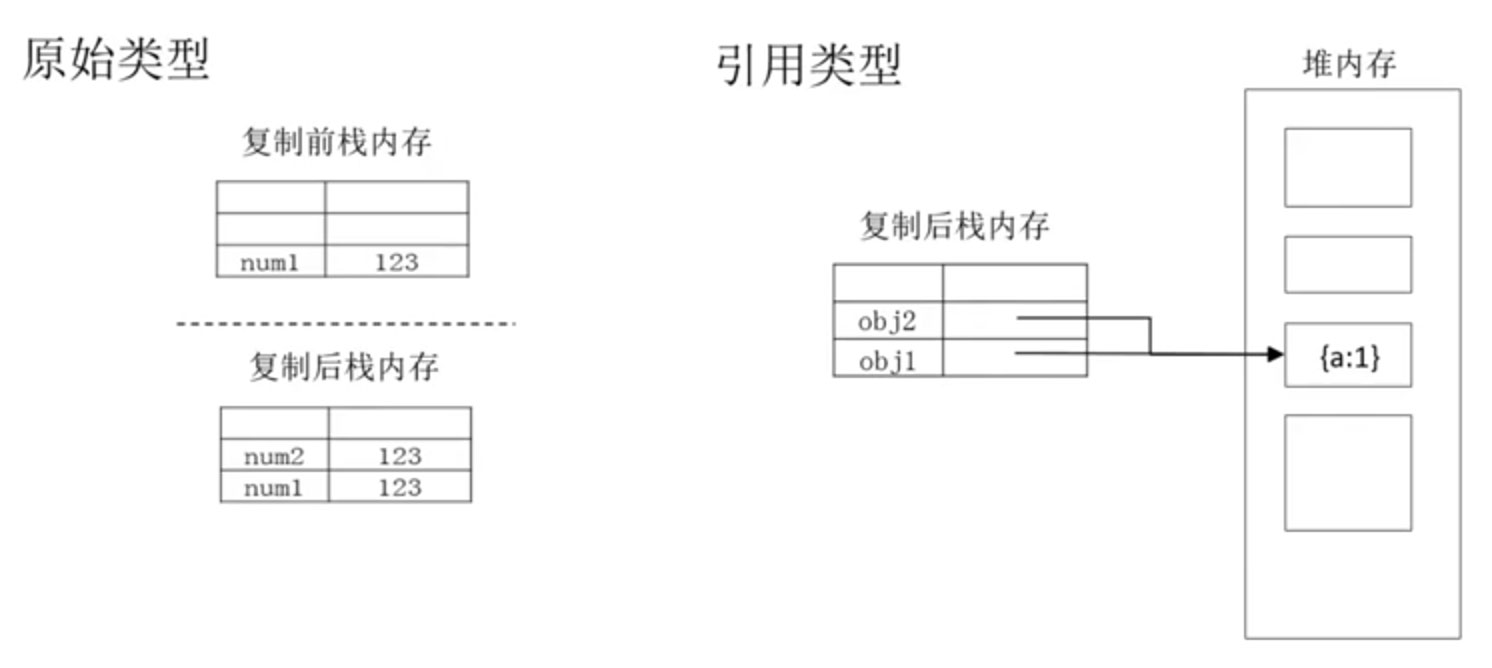 原始类型
复制前栈内存
num1 123
复制后栈内存
num2 123
num1 123
引用类型
复制后栈内存
obj2
obj1
堆内存
{a:1}